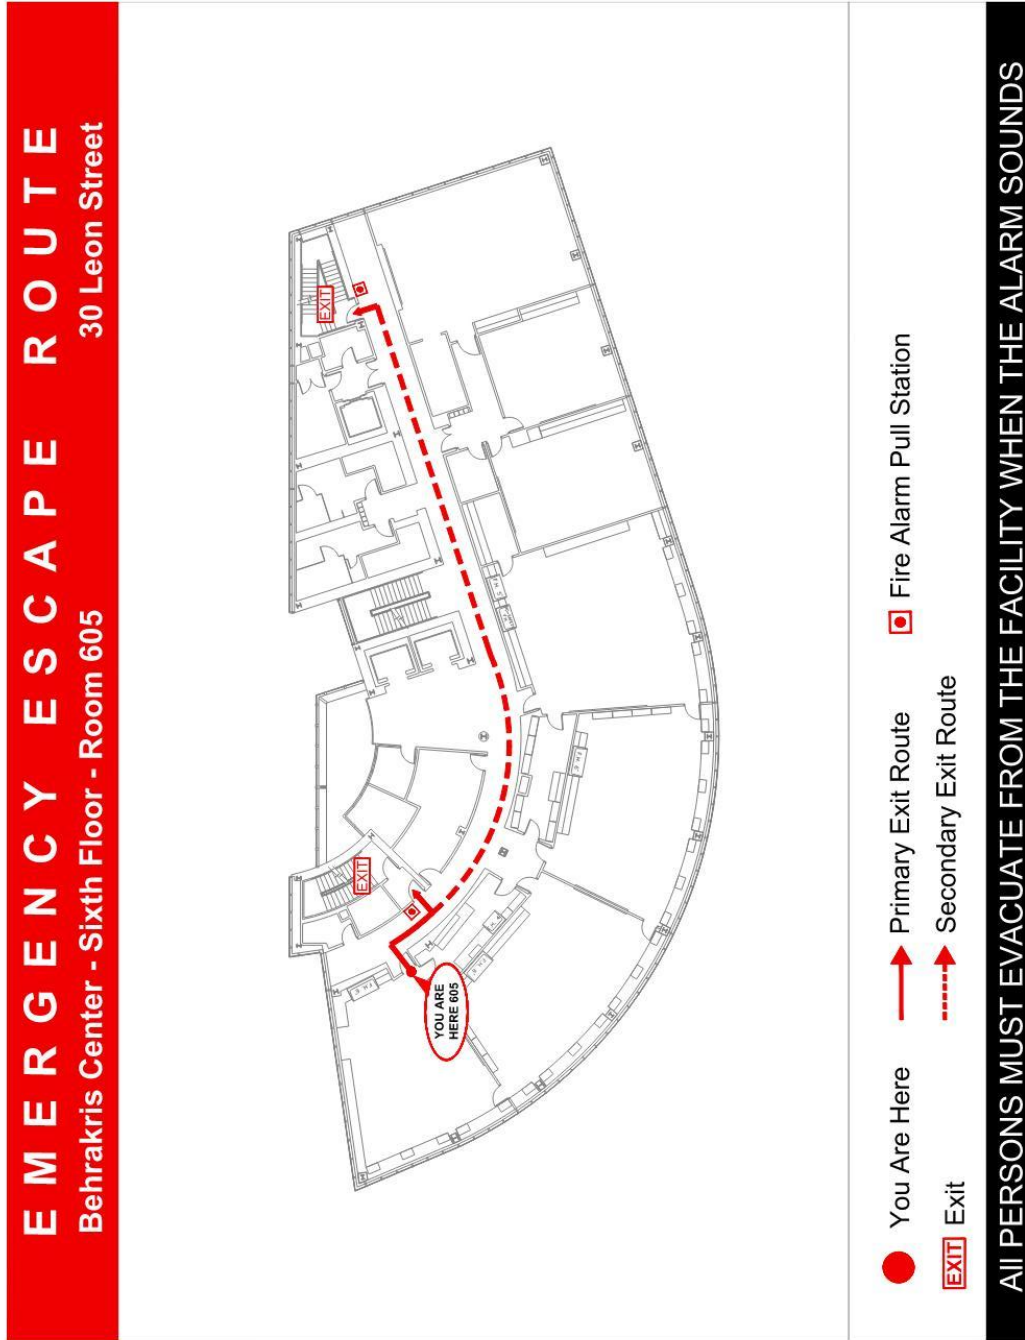 EMERGENCY ESCAPE ROUTE
Behrakris Center - Sixth Floor - Room 605
30 Leon Street
EXIT
EXIT
YOU ARE
HERE 605
You Are Here
Primary Exit Route
Fire Alarm Pull Station
EXIT Exit
Secondary Exit Route
All PERSONS MUST EVACUATE FROM THE FACILITY WHEN THE ALARM SOUNDS